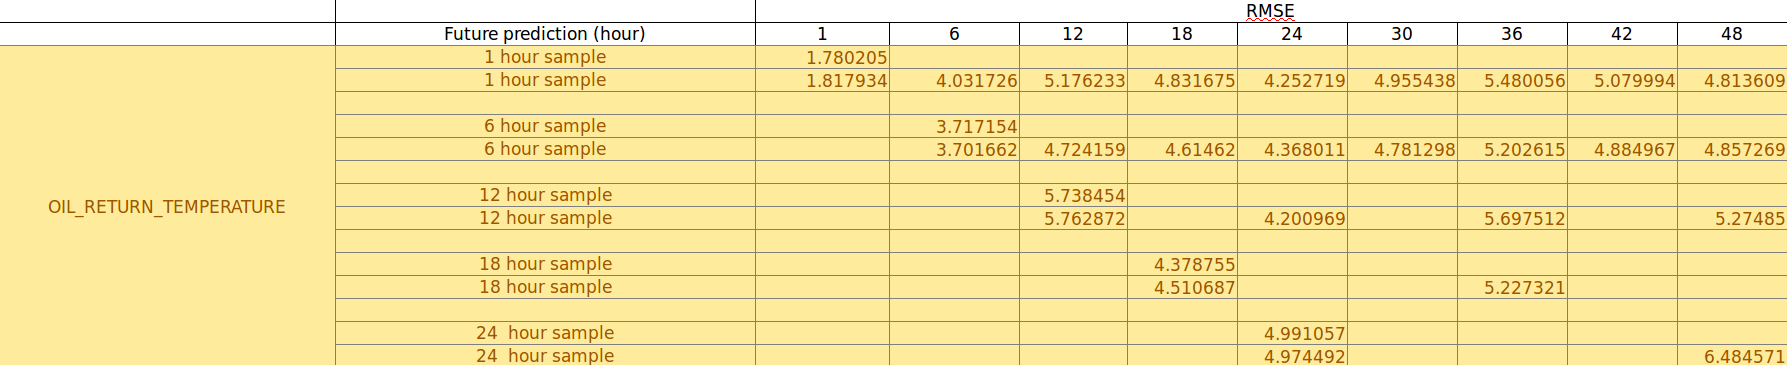 RMSE
Future prediction (hour) 1 6 12 18 24 30 36 42 48
1 hour sample 1.780205
1 hour sample 1.817934 4.031726 5.176233 4.831675 4.252719 4.955438 5.480056 5.079994 4.813609
6 hour sample 3.717154
6 hour sample 3.701662 4.724159 4.61462 4.368011 4.781298 5.202615 4.884967 4.857269
12 hour sample 5.738454
OIL_RETURN_TEMPERATURE
12 hour sample 5.762872 4.200969 5.697512 5.27485
18 hour sample 4.378755
18 hour sample 4.510687 5.227321
24 hour sample 4.991057
24 hour sample 4.974492 6.484571